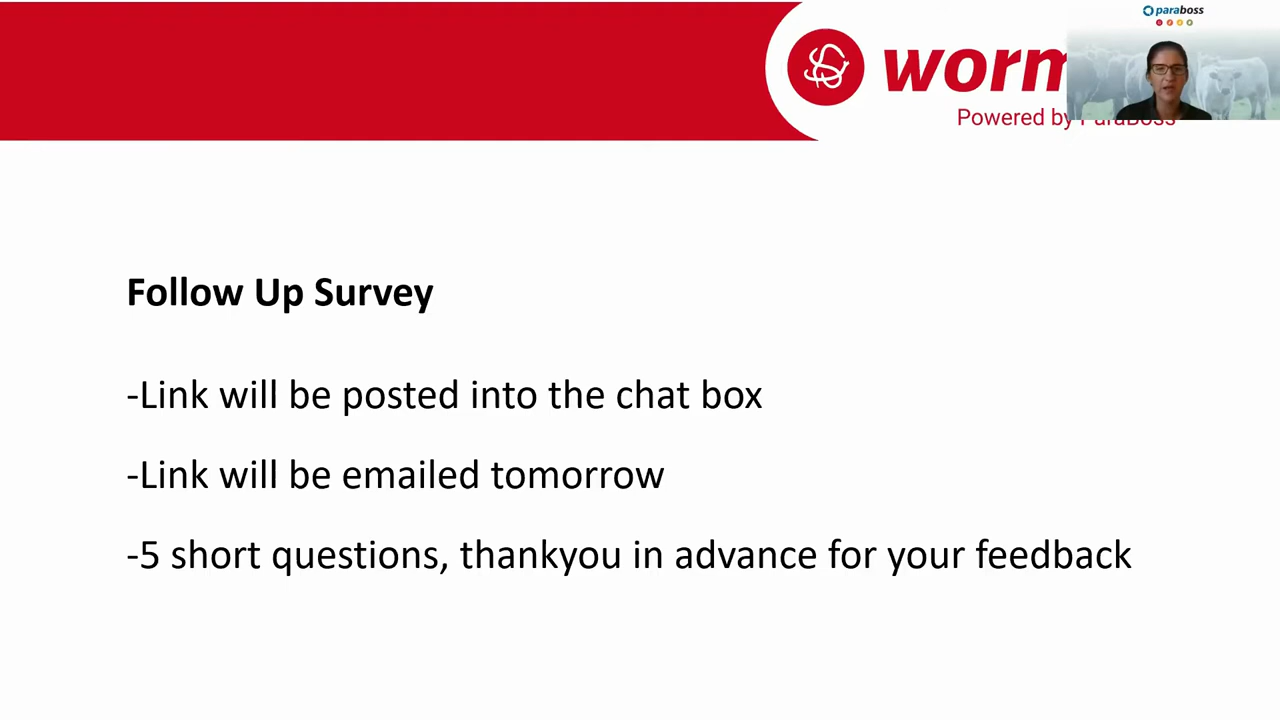 paraboss
worm
Powered by ParaBoss
Follow Up Survey
-Link will be posted into the chat box
-Link will be emailed tomorrow
-5 short questions, thankyou in advance for your feedback